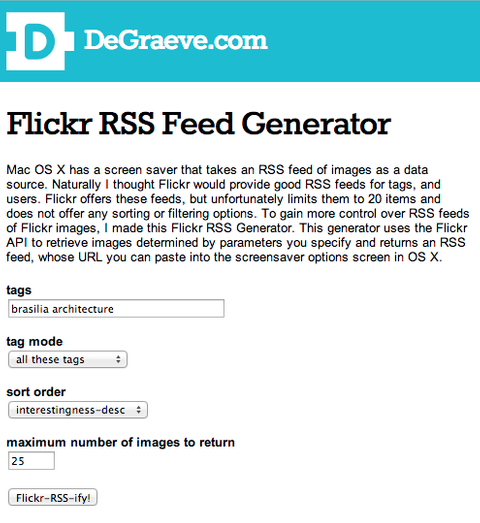 D DeGraeve.com
Flickr RSS Feed Generator
Mac OS X has a screen saver that takes an RSS feed of images as a data
source. Naturally I thought Flickr would provide good RSS feeds for tags, and
users. Flickr offers these feeds, but unfortunately limits them to 20 items and
does not offer any sorting or filtering options. To gain more control over RSS feeds
of Flickr images, I made this Flickr RSS Generator. This generator uses the Flickr
API to retrieve images determined by parameters you specify and returns an RSS
feed, whose URL you can paste into the screensaver options screen in OS X.
tags
brasilia architecture
tag mode
all these tags
sort order
interestingness-desc
maximum number of images to return
25
Flickr-RSS-ify!